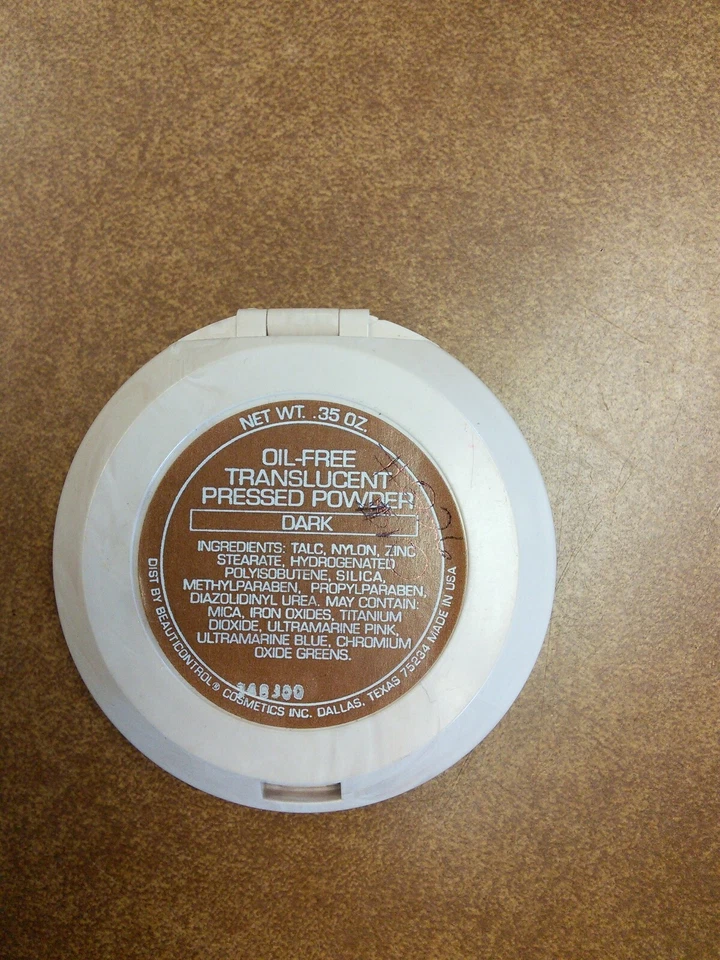 NET WT. .35 OZ.
OIL-FREE
TRANSLUCENT
PRESSED POWDER
DARK
INGREDIENTS: TALC, NYLON, ZINC
STEARATE, HYDROGENATED
POLYISOBUTENE, SILICA,
METHYLPARABEN, PROPYLPARABEN,
DIAZOLIDINYL UREA. MAY CONTAIN:
MICA, IRON OXIDES, TITANIUM
DIOXIDE, ULTRAMARINE PINK,
ULTRAMARINE BLUE, CHROMIUM
OXIDE GREENS.
DIST BY BEAUTICONTROL® COSMETICS INC. DALLAS, TEXAS 75234 MADE IN USA